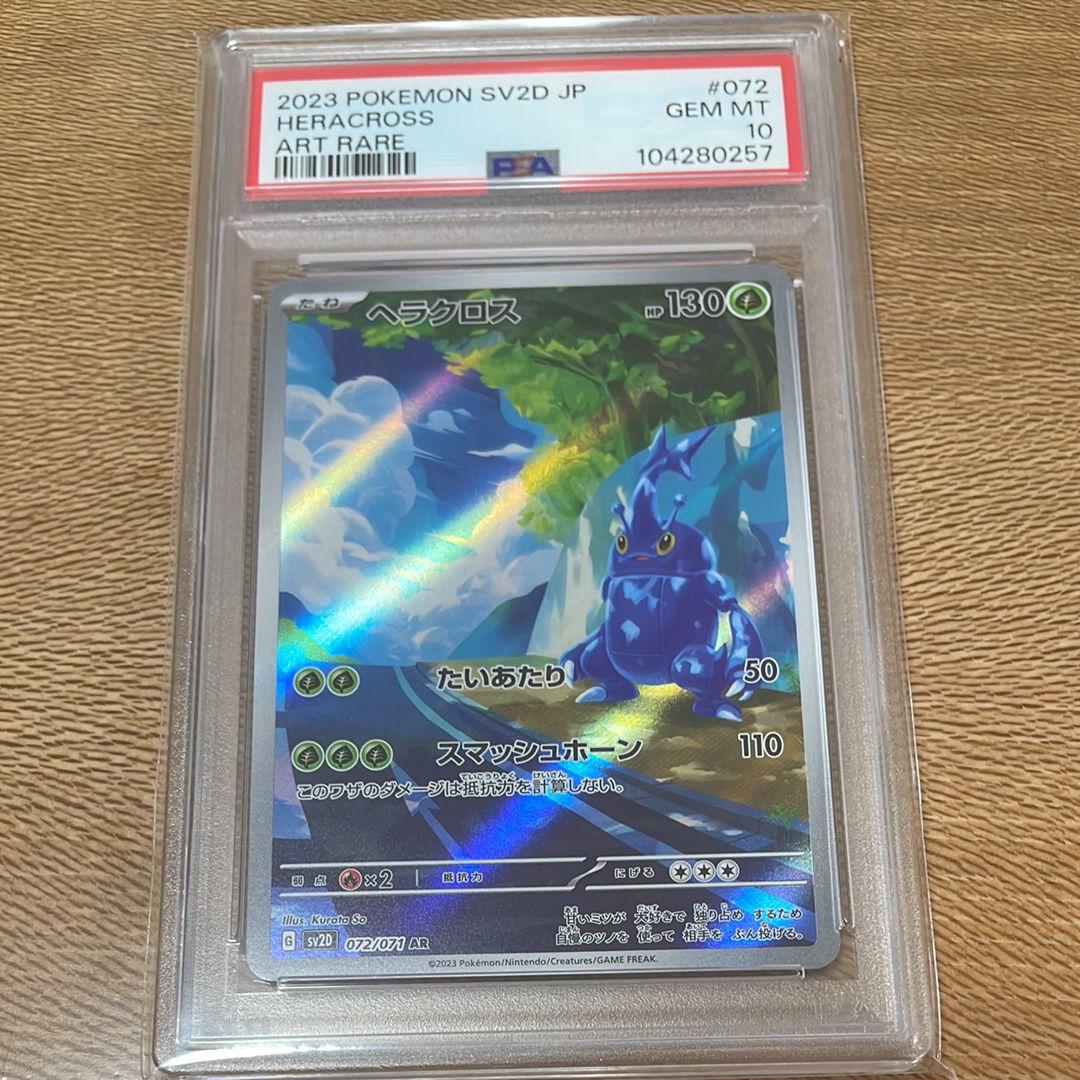 2023 POKEMON SV2D JP #072
HERACROSS GEM MT
ART RARE 10
PSA 104280257
たね ヘラクロス HP130
たいあたり 50
スマッシュホーン 110
このワザのダメージは抵抗力を計算しない。
弱点 ×2 抵抗力 にげる
Illus. Kurata So
甘いミツが 大好きで 独り占め するため
自慢のツノを 使って 相手を ぶん投げる。
G sv2D 072/071 AR
©2023 Pokémon/Nintendo/Creatures/GAME FREAK.